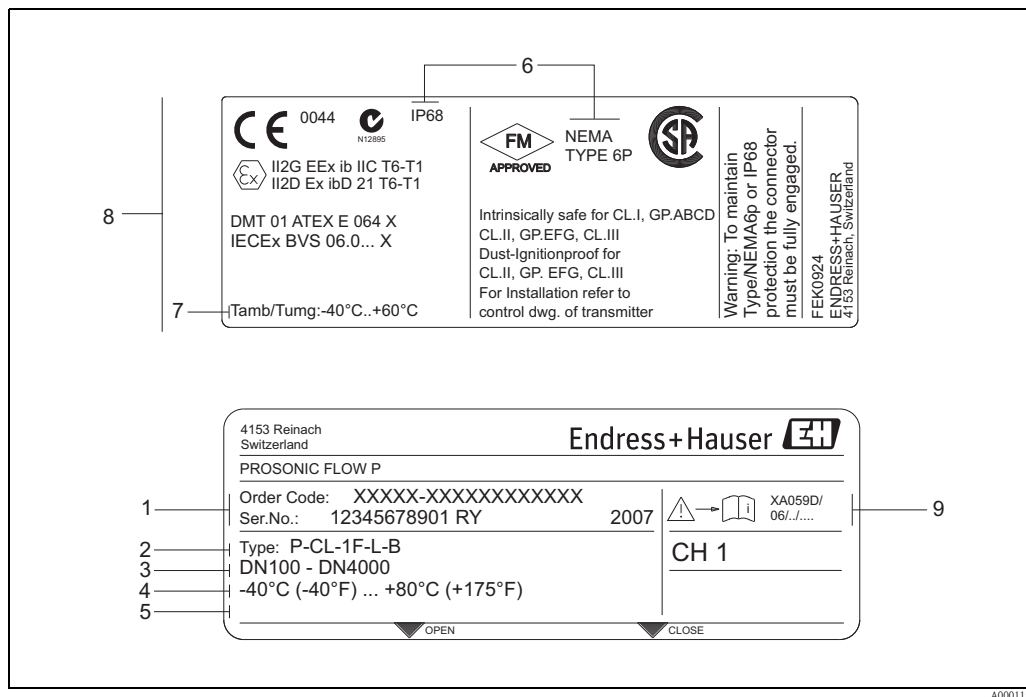 6
8
CE 0044
N12895
IP68
Ex II2G EEx ib IIC T6-T1
II2D Ex ibD 21 T6-T1
DMT 01 ATEX E 064 X
IECEx BVS 06.0... X
7
Tamb/Tumg:-40°C..+60°C
FM
APPROVED
NEMA
TYPE 6P
SA
Intrinsically safe for CL.I, GP.ABCD
CL.II, GP.EFG, CL.III
Dust-Ignitionproof for
CL.II, GP. EFG, CL.III
For Installation refer to
control dwg. of transmitter
Warning: To maintain
Type/NEMA6p or IP68
protection the connector
must be fully engaged.
FEK0924
ENDRESS+HAUSER
4153 Reinach, Switzerland
4153 Reinach
Switzerland
Endress+Hauser EH
PROSONIC FLOW P
1
Order Code: XXXXX-XXXXXXXXXXXX
Ser.No.: 12345678901 RY 2007
i
XA059D/
06/../....
9
2
Type: P-CL-1F-L-B
CH 1
3
DN100 - DN4000
4
-40°C (-40°F) ... +80°C (+175°F)
5
OPEN
CLOSE